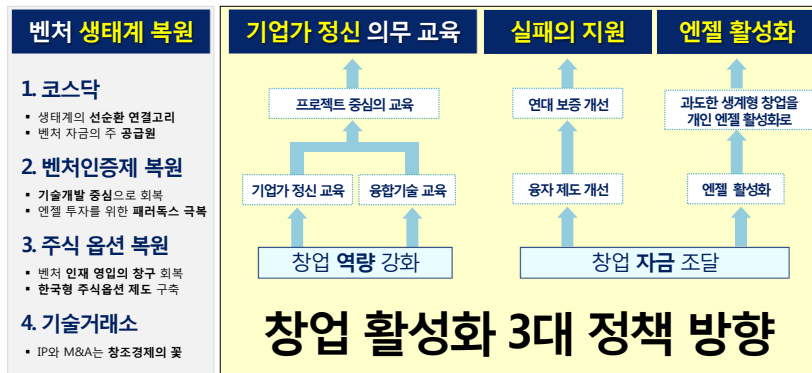 벤처 생태계 복원
1. 코스닥
▪ 생태계의 선순환 연결고리
▪ 벤처 자금의 주 공급원
2. 벤처인증제 복원
▪ 기술개발 중심으로 회복
▪ 엔젤 투자를 위한 패러독스 극복
3. 주식 옵션 복원
▪ 벤처 인재 영입의 창구 회복
▪ 한국형 주식옵션 제도 구축
4. 기술거래소
▪ IP와 M&A는 창조경제의 꽃
기업가 정신 의무 교육
실패의 지원
엔젤 활성화
프로젝트 중심의 교육
연대 보증 개선
과도한 생계형 창업을
개인 엔젤 활성화로
기업가 정신 교육
융합기술 교육
융자 제도 개선
엔젤 활성화
창업 역량 강화
창업 자금 조달
창업 활성화 3대 정책 방향